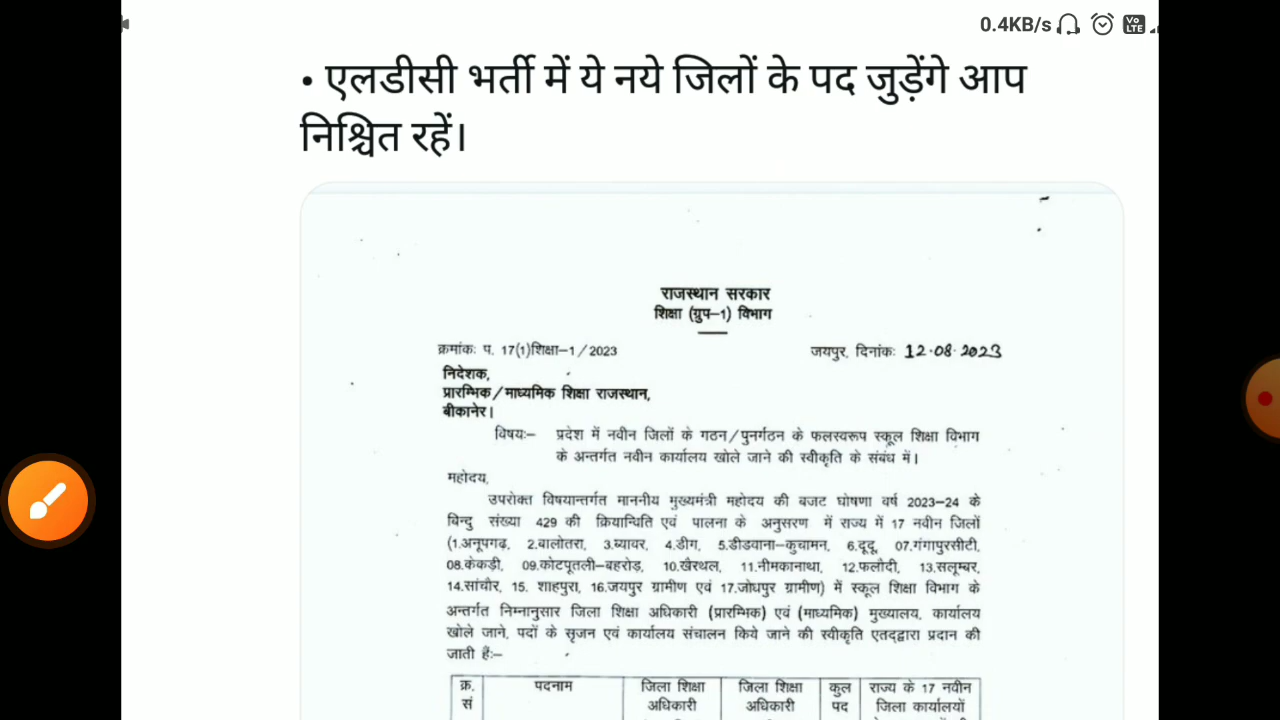 0.4KB/s Vo LTE
• एलडीसी भर्ती में ये नये जिलों के पद जुड़ेंगे आप
निश्चित रहें।
राजस्थान सरकार
शिक्षा (ग्रुप–1) विभाग
क्रमांकः प. 17(1)शिक्षा–1/2023 जयपुर, दिनांकः 12·08·2023
निदेशक,
प्रारम्भिक/माध्यमिक शिक्षा राजस्थान,
बीकानेर।
विषयः– प्रदेश में नवीन जिलों के गठन/पुनर्गठन के फलस्वरूप स्कूल शिक्षा विभाग
के अन्तर्गत नवीन कार्यालय खोले जाने की स्वीकृति के संबंध में।
महोदय,
उपरोक्त विषयान्तर्गत माननीय मुख्यमंत्री महोदय की बजट घोषणा वर्ष 2023–24 के
बिन्दु संख्या 429 की क्रियान्विति एवं पालना के अनुसरण में राज्य में 17 नवीन जिलों
(1.अनूपगढ़, 2.बालोतरा, 3.ब्यावर, 4.डीग, 5.डीडवाना–कुचामन, 6.दूदू, 07.गंगापुरसीटी,
08.केकड़ी, 09.कोटपूतली–बहरोड़, 10.खैरथल, 11.नीमकानाथा, 12.फलौदी, 13.सलूम्बर,
14.सांचौर, 15. शाहपुरा, 16.जयपुर ग्रामीण एवं 17.जोधपुर ग्रामीण) में स्कूल शिक्षा विभाग के
अन्तर्गत निम्नानुसार जिला शिक्षा अधिकारी (प्रारम्भिक) एवं (माध्यमिक) मुख्यालय, कार्यालय
खोले जाने, पदों के सृजन एवं कार्यालय संचालन किये जाने की स्वीकृति एतद्द्वारा प्रदान की
जाती हैः–
क्र. पदनाम जिला शिक्षा जिला शिक्षा कुल राज्य के 17 नवीन
सं अधिकारी अधिकारी पद जिला कार्यालयों